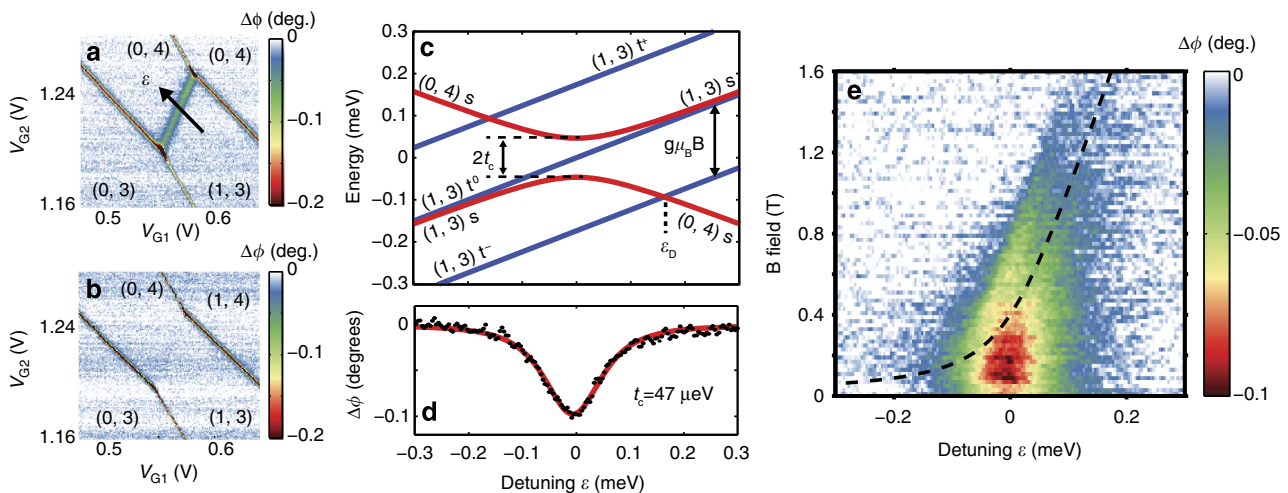 Δϕ (deg.)
a
(0, 4)
(0, 4)
ε
(0, 3)
(1, 3)
0
−0.1
−0.2
1.24
1.16
V_G2 (V)
0.5
0.6
V_G1 (V)
Δϕ (deg.)
b
(0, 4)
(1, 4)
(0, 3)
(1, 3)
0
−0.1
−0.2
1.24
1.16
V_G2 (V)
0.5
0.6
V_G1 (V)
c
0.3
0.2
0.1
0
−0.1
−0.2
−0.3
Energy (meV)
(1, 3) t⁺
(0, 4) s
(1, 3) s
2t_c
gμ_BB
(1, 3) t⁰
(1, 3) s
(0, 4) s
(1, 3) t⁻
ε_D
0
−0.1
Δϕ (degrees)
d
t_c=47 μeV
−0.3
−0.2
−0.1
0
0.1
0.2
0.3
Detuning ε (meV)
Δϕ (deg.)
e
1.6
1.2
0.8
0.4
0
B field (T)
−0.2
0
0.2
Detuning ε (meV)
0
−0.05
−0.1